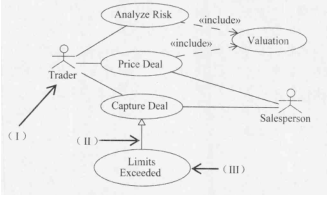 Analyze Risk
«include»
«include»
Valuation
Price Deal
Trader
Capture Deal
Salesperson
( I )
( II )
Limits
Exceeded
(III)